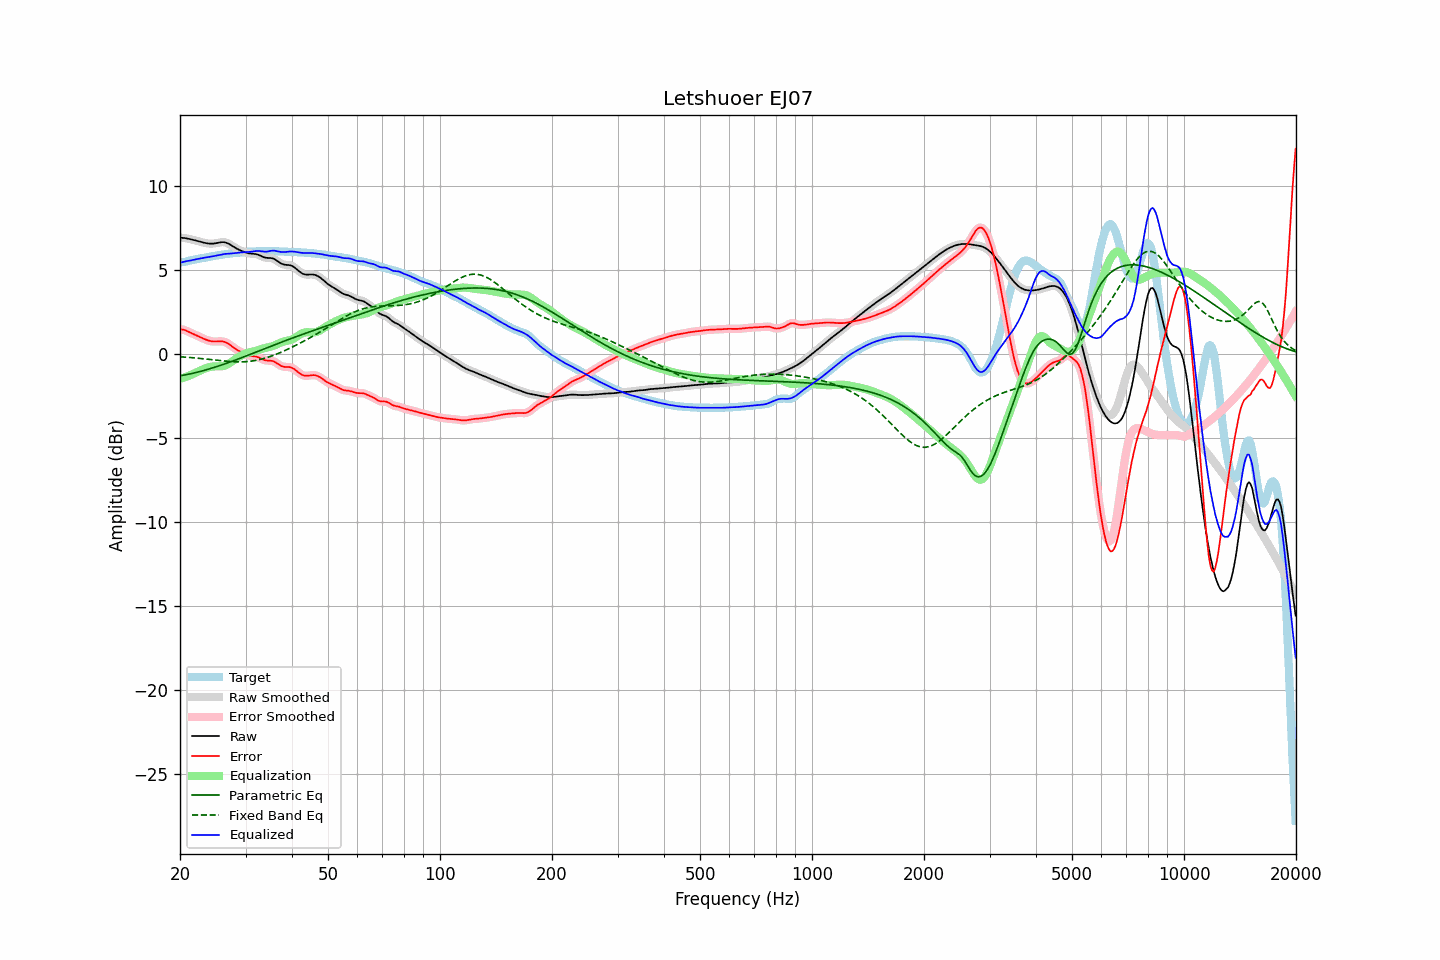 Letshuoer EJ07
Amplitude (dBr)
10
5
0
−5
−10
−15
−20
−25
Target
Raw Smoothed
Error Smoothed
Raw
Error
Equalization
Parametric Eq
Fixed Band Eq
Equalized
20 50 100 200 500 1000 2000 5000 10000 20000
Frequency (Hz)